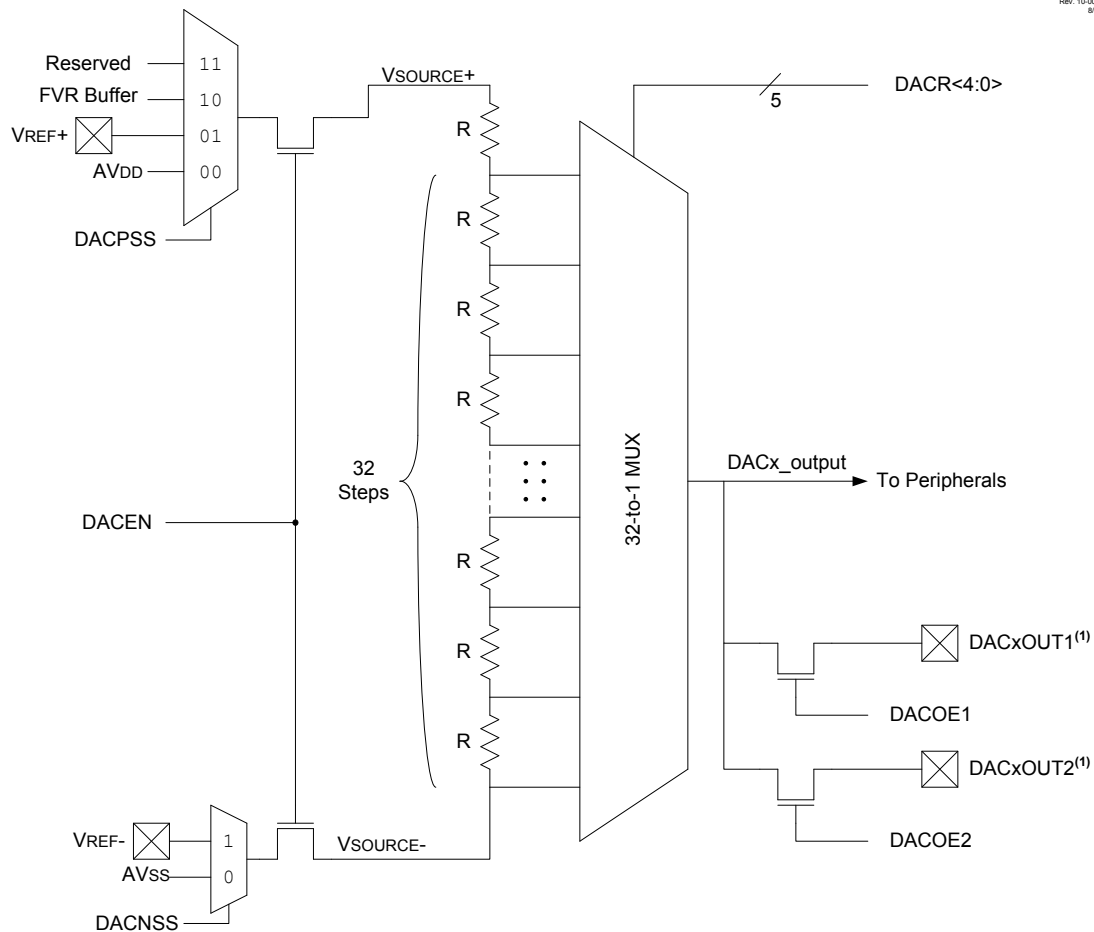 Reserved
FVR Buffer
VREF+
AVDD
11
10
01
00
DACPSS
VSOURCE+
R
R
R
R
R
R
R
32
Steps
DACEN
32-to-1 MUX
DACR<4:0>
5
DACx_output
To Peripherals
DACxOUT1(1)
DACOE1
DACxOUT2(1)
DACOE2
VREF-
AVSS
1
0
VSOURCE-
DACNSS